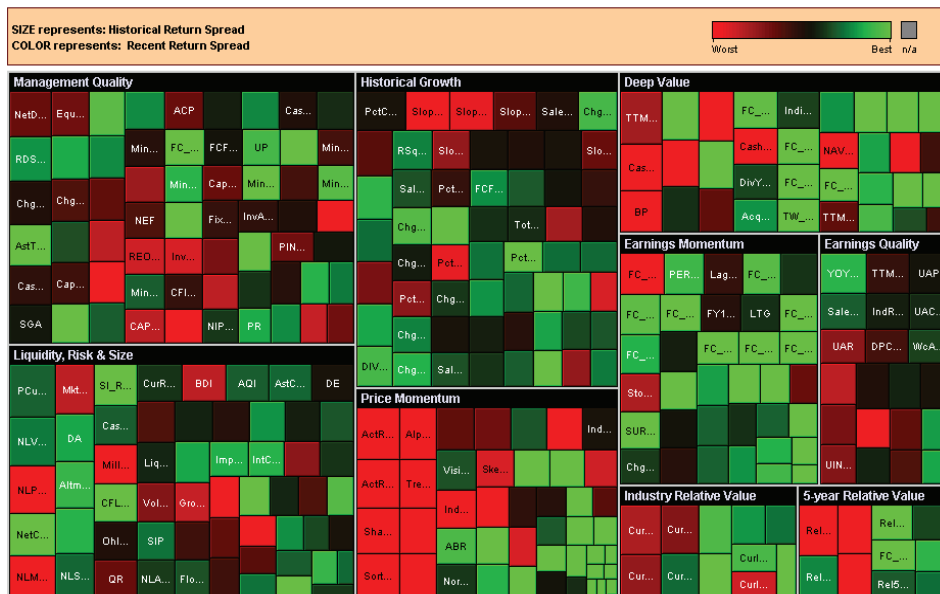 SIZE represents: Historical Return Spread
COLOR represents: Recent Return Spread
Worst
Best
n/a
Management Quality
NetD...
Equ...
ACP
Cas...
RDS...
Min...
FC_...
FCF...
UP
Min...
Chg...
Chg...
Min...
Cap...
Min...
Min...
NEF
Fix...
InvA...
AstT...
REO...
Inv...
PIN...
Cas...
Cap...
Min...
CFI...
SGA
CAP...
NIP...
PR
Historical Growth
PctC...
Slop...
Slop...
Slop...
Sale...
Chg...
RSq...
Slo...
Slo...
Sal...
Pct...
FCF...
Chg...
Tot...
Chg...
Pct...
Pct...
Pct...
Chg...
Chg...
DIV...
Chg...
Sal...
Deep Value
TTM...
FC_...
Indi...
Cash...
FC_...
NAV...
Cas...
DivY...
FC_...
FC_...
BP
Acq...
TW_...
TTM...
Earnings Momentum
FC_...
PER...
Lag...
FC_...
FC_...
FC_...
FY1...
LTG
FC_...
FC_...
FC_...
FC_...
FC_...
Sto...
SUR...
Chg...
Earnings Quality
YOY...
TTM...
UAP
Sale...
IndR...
UAC...
UAR
DPC...
WcA...
UIN...
Liquidity, Risk & Size
PCu...
Mkt...
SI_R...
CurR...
BDI
AQI
AstC...
DE
NLV...
DA
Cas...
Mill...
Liq...
Imp...
IntC...
NLP...
Altm...
CFL...
Vol...
Gro...
NetC...
Ohl...
SIP
NLM...
NLS...
QR
NLA...
Flo...
Price Momentum
ActR...
Alp...
Ind...
ActR...
Tre...
Visi...
Ske...
Ind...
Sha...
ABR
Sort...
Nor...
Industry Relative Value
Cur...
Cur...
Curl...
Cur...
Cur...
Curl...
5-year Relative Value
Rel...
Rel...
FC_...
Rel...
Rel5...